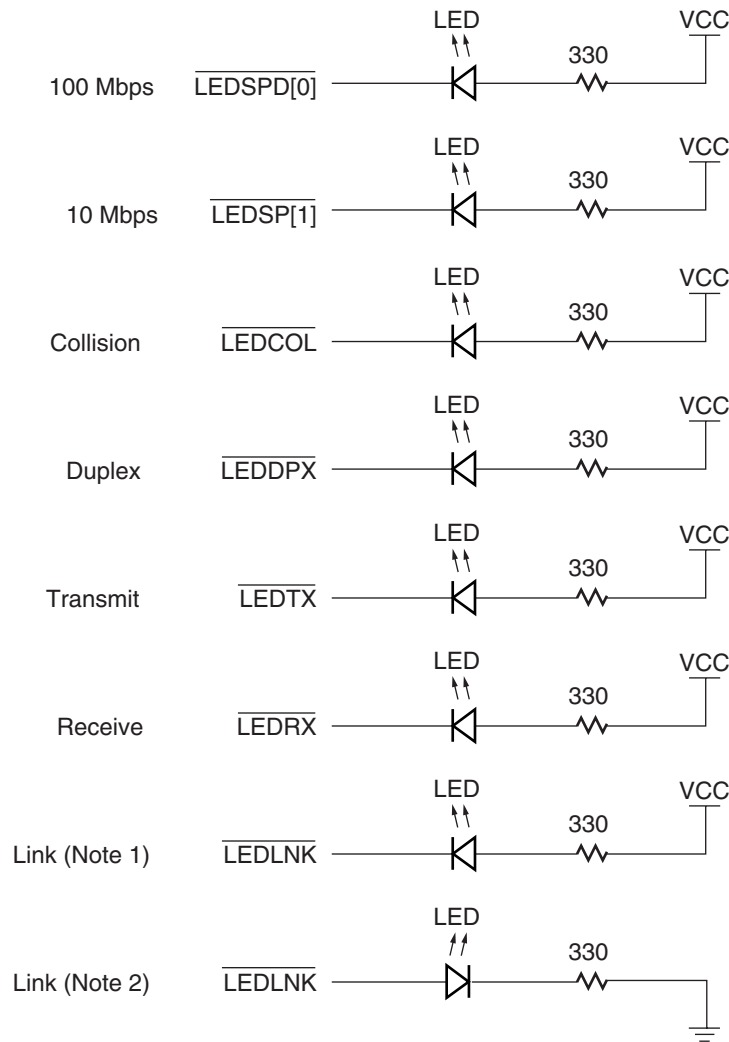 LED VCC
330
100 Mbps LEDSPD[0]
LED VCC
330
10 Mbps LEDSP[1]
LED VCC
330
Collision LEDCOL
LED VCC
330
Duplex LEDDPX
LED VCC
330
Transmit LEDTX
LED VCC
330
Receive LEDRX
LED VCC
330
Link (Note 1) LEDLNK
LED
330
Link (Note 2) LEDLNK